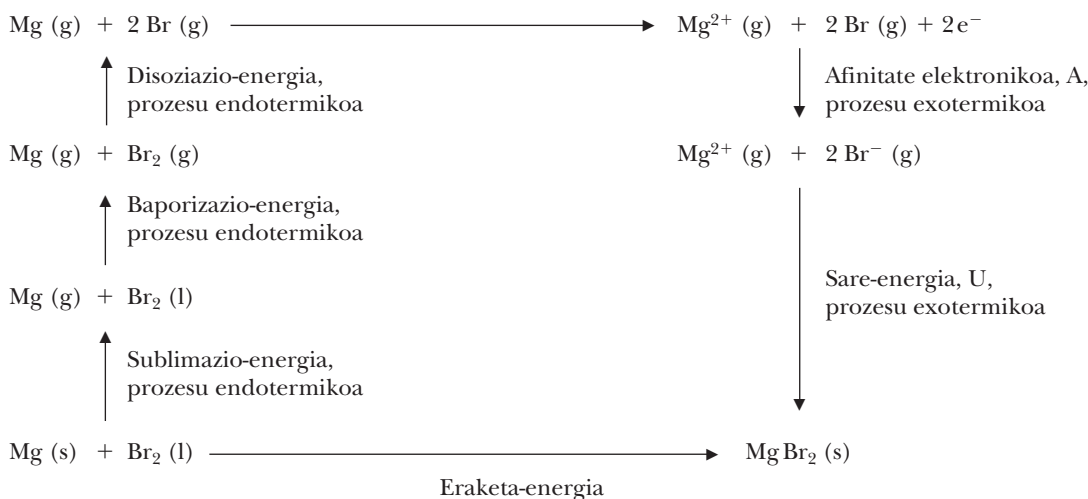 Mg (g) + 2 Br (g) Mg²⁺ (g) + 2 Br (g) + 2 e⁻
Disoziazio-energia,
prozesu endotermikoa
Afinitate elektronikoa, A,
prozesu exotermikoa
Mg (g) + Br₂ (g) Mg²⁺ (g) + 2 Br⁻ (g)
Baporizazio-energia,
prozesu endotermikoa
Mg (g) + Br₂ (l)
Sare-energia, U,
prozesu exotermikoa
Sublimazio-energia,
prozesu endotermikoa
Mg (s) + Br₂ (l) Mg Br₂ (s)
Eraketa-energia